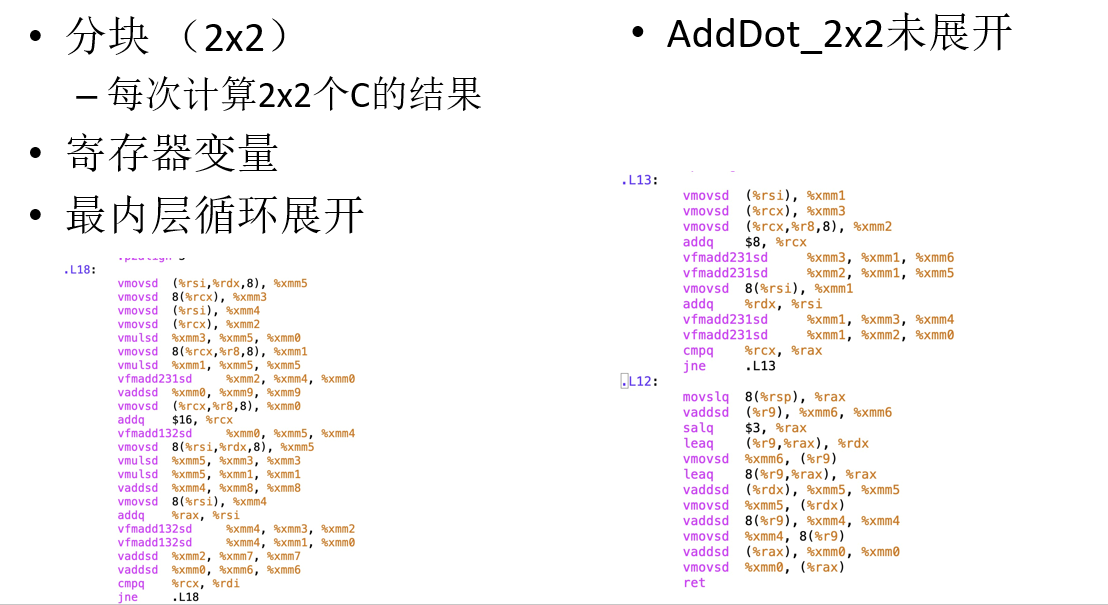 • 分块 （2x2）
– 每次计算2x2个C的结果
• 寄存器变量
• 最内层循环展开
.L18:
vmovsd (%rsi,%rdx,8), %xmm5
vmovsd 8(%rcx), %xmm3
vmovsd (%rsi), %xmm4
vmovsd (%rcx), %xmm2
vmulsd %xmm3, %xmm5, %xmm0
vmovsd 8(%rcx,%r8,8), %xmm1
vmulsd %xmm1, %xmm5, %xmm5
vfmadd231sd %xmm2, %xmm4, %xmm0
vaddsd %xmm0, %xmm9, %xmm9
vmovsd (%rcx,%r8,8), %xmm0
addq $16, %rcx
vfmadd132sd %xmm0, %xmm5, %xmm4
vmovsd 8(%rsi,%rdx,8), %xmm5
vmulsd %xmm5, %xmm3, %xmm3
vmulsd %xmm5, %xmm1, %xmm1
vaddsd %xmm4, %xmm8, %xmm8
vmovsd 8(%rsi), %xmm4
addq %rax, %rsi
vfmadd132sd %xmm4, %xmm3, %xmm2
vfmadd132sd %xmm4, %xmm1, %xmm0
vaddsd %xmm2, %xmm7, %xmm7
vaddsd %xmm0, %xmm6, %xmm6
cmpq %rcx, %rdi
jne .L18
• AddDot_2x2未展开
.L13:
vmovsd (%rsi), %xmm1
vmovsd (%rcx), %xmm3
vmovsd (%rcx,%r8,8), %xmm2
addq $8, %rcx
vfmadd231sd %xmm3, %xmm1, %xmm6
vfmadd231sd %xmm2, %xmm1, %xmm5
vmovsd 8(%rsi), %xmm1
addq %rdx, %rsi
vfmadd231sd %xmm1, %xmm3, %xmm4
vfmadd231sd %xmm1, %xmm2, %xmm0
cmpq %rcx, %rax
jne .L13
.L12:
movslq 8(%rsp), %rax
vaddsd (%r9), %xmm6, %xmm6
salq $3, %rax
leaq (%r9,%rax), %rdx
vmovsd %xmm6, (%r9)
leaq 8(%r9,%rax), %rax
vaddsd (%rdx), %xmm5, %xmm5
vmovsd %xmm5, (%rdx)
vaddsd 8(%r9), %xmm4, %xmm4
vmovsd %xmm4, 8(%r9)
vaddsd (%rax), %xmm0, %xmm0
vmovsd %xmm0, (%rax)
ret